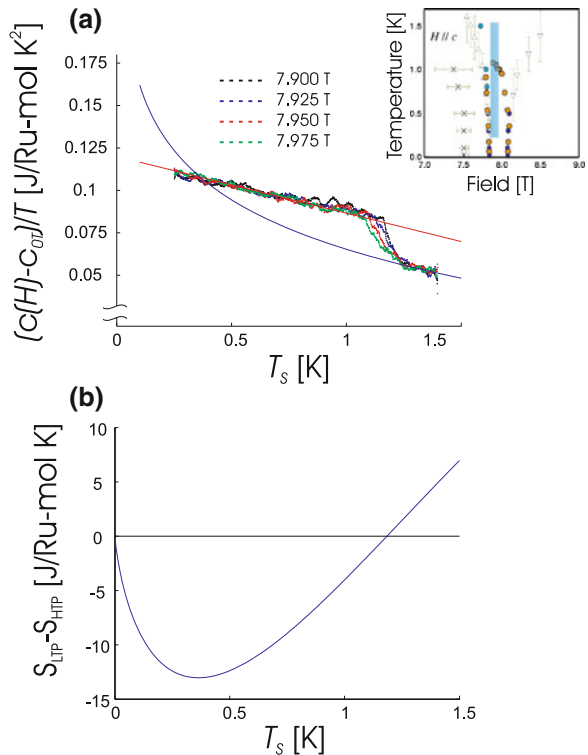 (a)
(c(H)-c0T)/T [J/Ru-mol K²]
0.175
0.15
0.125
0.1
0.075
0.05
7.900 T
7.925 T
7.950 T
7.975 T
0
0.5
1
1.5
Ts [K]
Temperature [K]
1.5
1.0
0.5
0.0
H // c
7.0
7.5
8.0
8.5
9.0
Field [T]
(b)
SLTP-SHTP [J/Ru-mol K]
10
5
0
-5
-10
-15
0
0.5
1
1.5
Ts [K]